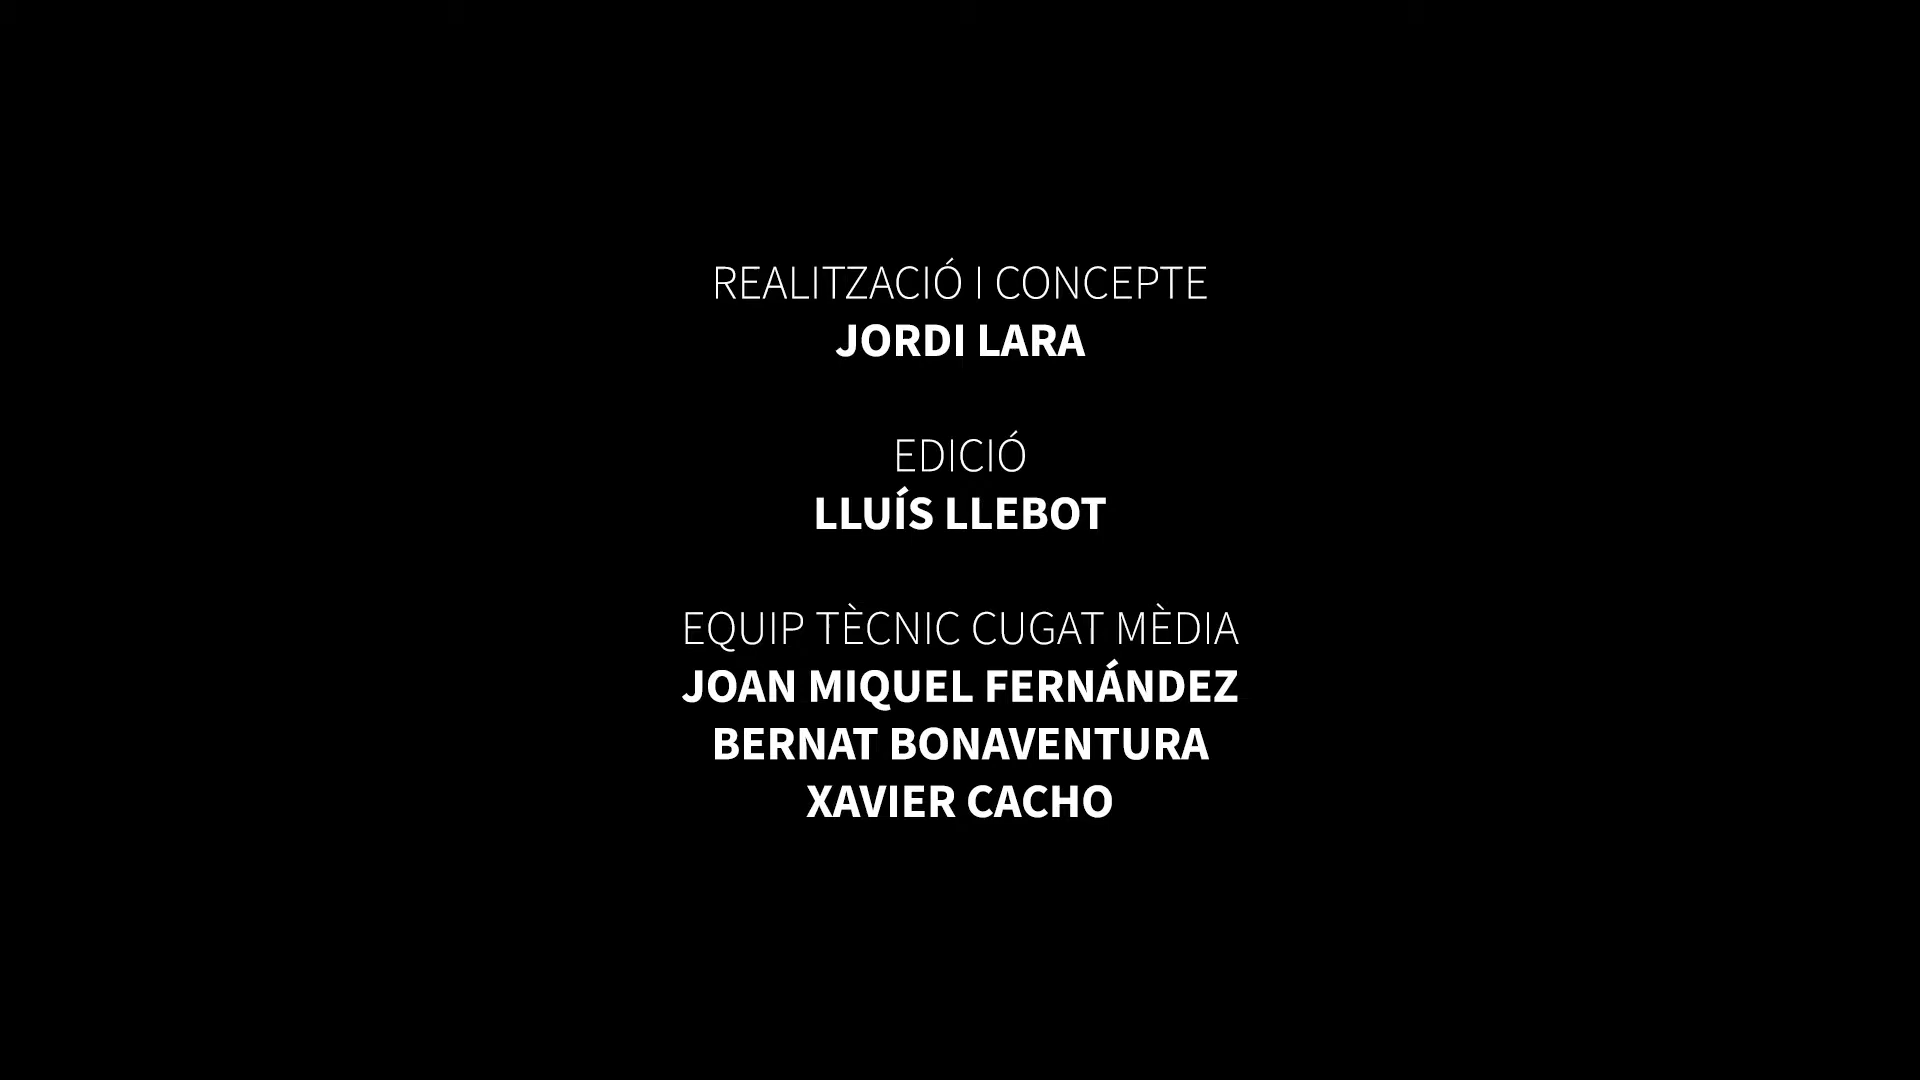 REALITZACIÓ I CONCEPTE
JORDI LARA
EDICIÓ
LLUÍS LLEBOT
EQUIP TÈCNIC CUGAT MÈDIA
JOAN MIQUEL FERNÁNDEZ
BERNAT BONAVENTURA
XAVIER CACHO